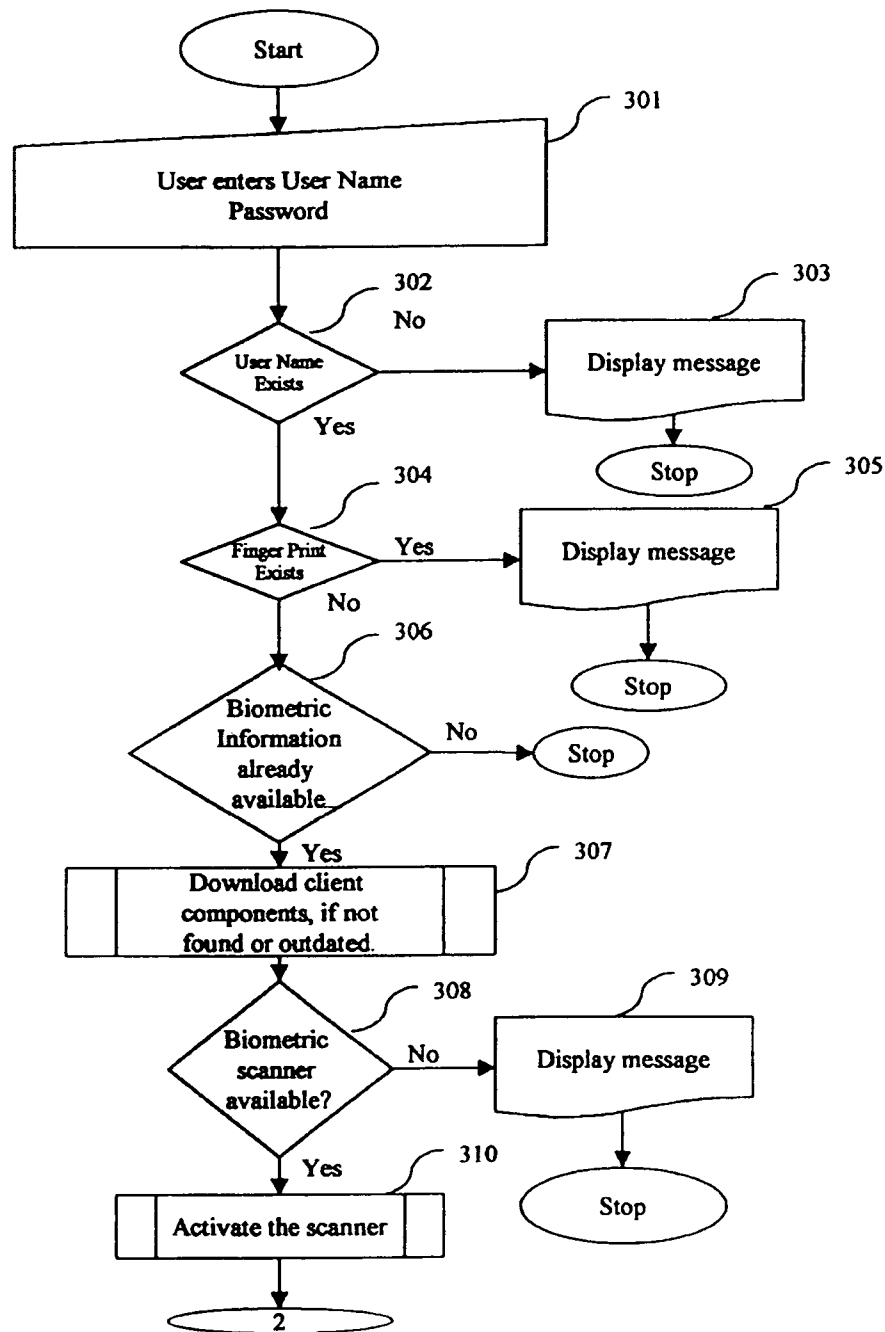 Start
301
User enters User Name
Password
302
No
303
User Name
Exists
Display message
Yes
Stop
304
305
Finger Print
Exists
Yes
Display message
No
306
Stop
Biometric
Information
already
available
No
Stop
Yes
307
Download client
components, if not
found or outdated.
308
309
Biometric
scanner
available?
No
Display message
Yes
310
Activate the scanner
Stop
2